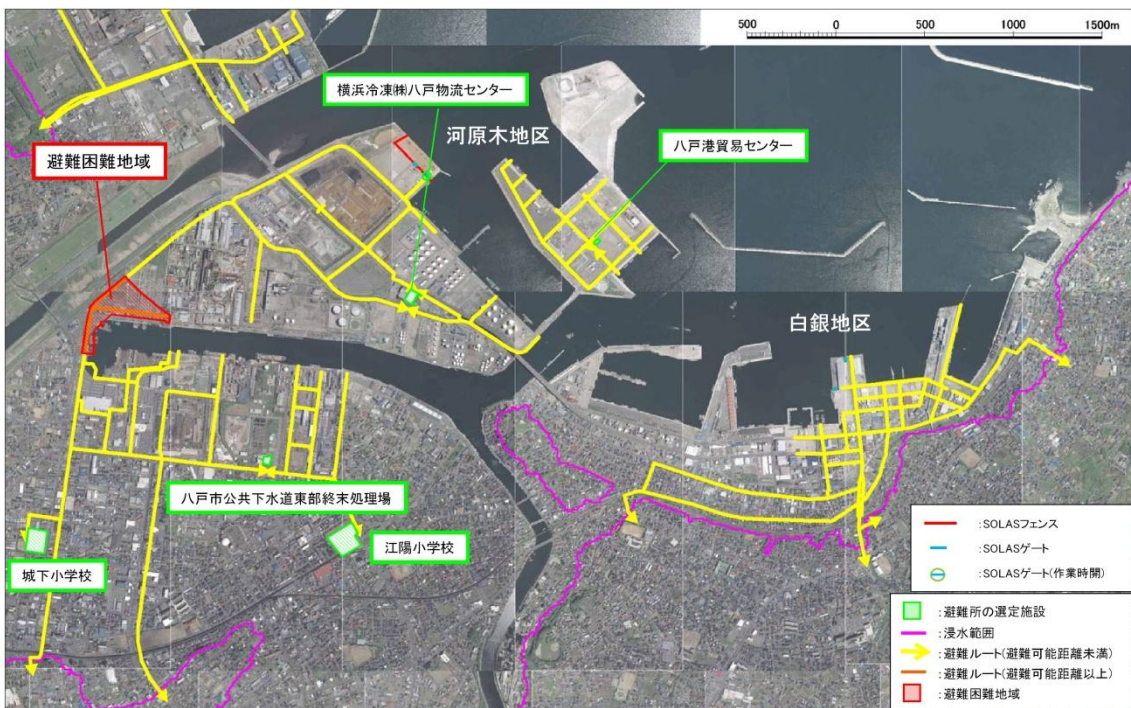 500 0 500 1000 1500m
横浜冷凍㈱八戸物流センター
河原木地区
八戸港貿易センター
避難困難地域
白銀地区
八戸市公共下水道東部終末処理場
江陽小学校
城下小学校
:SOLASフェンス
:SOLASゲート
:SOLASゲート(作業時間)
:避難所の選定施設
:浸水範囲
:避難ルート(避難可能距離未満)
:避難ルート(避難可能距離以上)
:避難困難地域